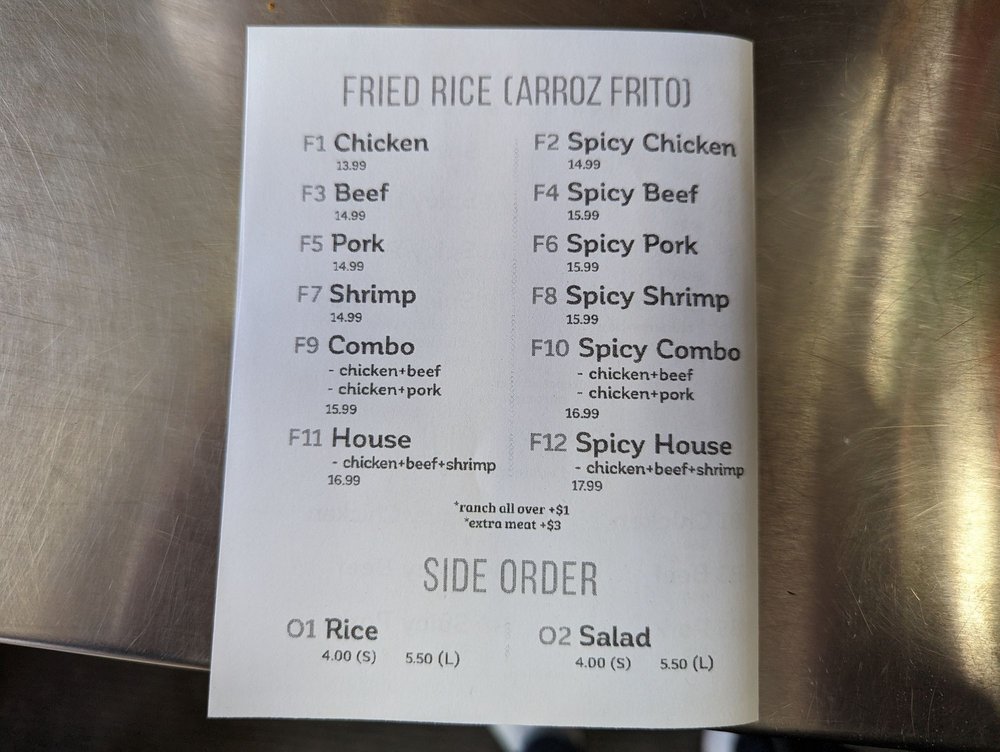 FRIED RICE (ARROZ FRITO)
F1 Chicken
13.99
F2 Spicy Chicken
14.99
F3 Beef
14.99
F4 Spicy Beef
15.99
F5 Pork
14.99
F6 Spicy Pork
15.99
F7 Shrimp
14.99
F8 Spicy Shrimp
15.99
F9 Combo
- chicken+beef
- chicken+pork
15.99
F10 Spicy Combo
- chicken+beef
- chicken+pork
16.99
F11 House
- chicken+beef+shrimp
16.99
F12 Spicy House
- chicken+beef+shrimp
17.99
*ranch all over +$1
*extra meat +$3
SIDE ORDER
O1 Rice
4.00 (S) 5.50 (L)
O2 Salad
4.00 (S) 5.50 (L)